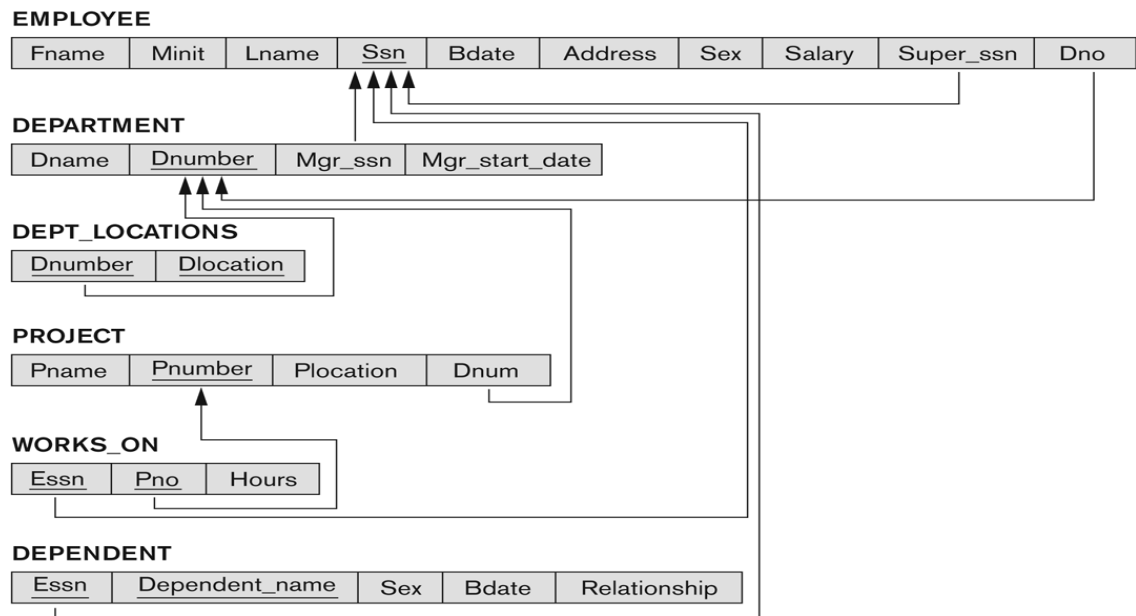 EMPLOYEE
Fname Minit Lname Ssn Bdate Address Sex Salary Super_ssn Dno
DEPARTMENT
Dname Dnumber Mgr_ssn Mgr_start_date
DEPT_LOCATIONS
Dnumber Dlocation
PROJECT
Pname Pnumber Plocation Dnum
WORKS_ON
Essn Pno Hours
DEPENDENT
Essn Dependent_name Sex Bdate Relationship